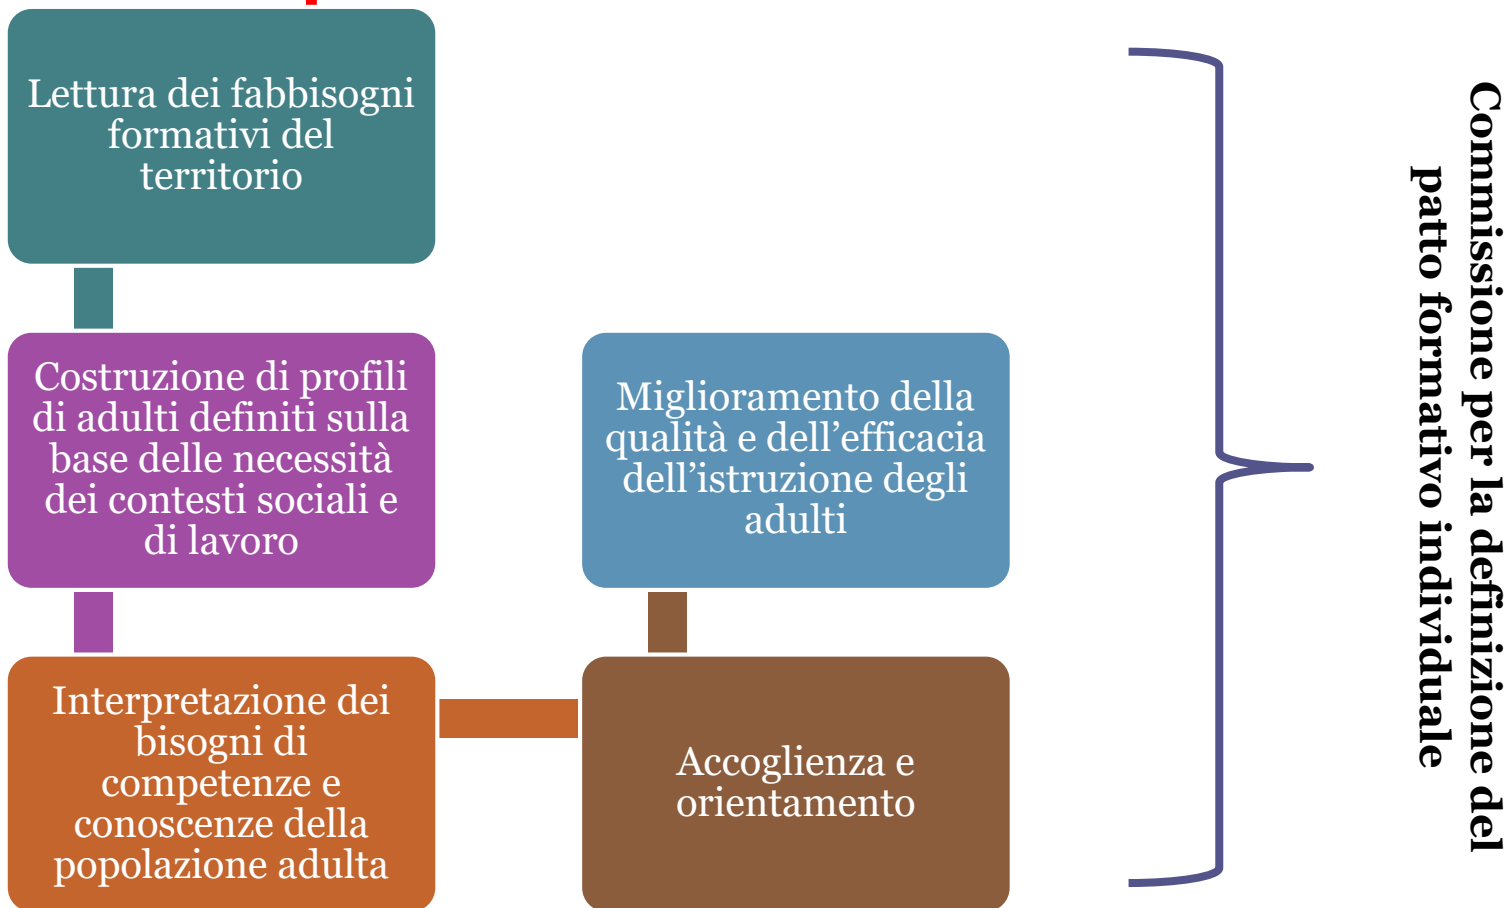 Lettura dei fabbisogni
formativi del
territorio
Costruzione di profili
di adulti definiti sulla
base delle necessità
dei contesti sociali e
di lavoro
Interpretazione dei
bisogni di
competenze e
conoscenze della
popolazione adulta
Accoglienza e
orientamento
Miglioramento della
qualità e dell’efficacia
dell’istruzione degli
adulti
Commissione per la definizione del
patto formativo individuale